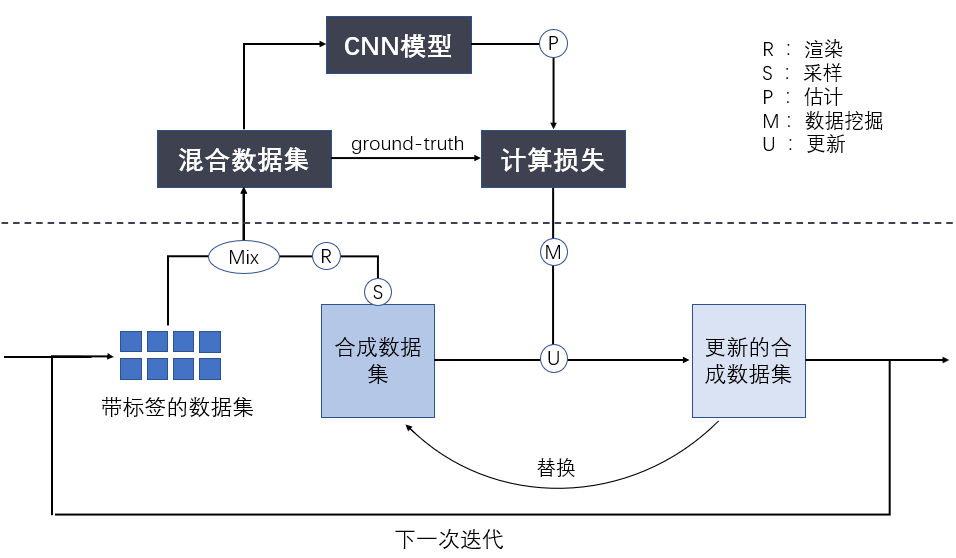 CNN模型
P
R ： 渲染
S ： 采样
P ： 估计
M ： 数据挖掘
U ： 更新
混合数据集
ground-truth
计算损失
Mix
R
M
S
合成数据
集
U
更新的合
成数据集
带标签的数据集
替换
下一次迭代